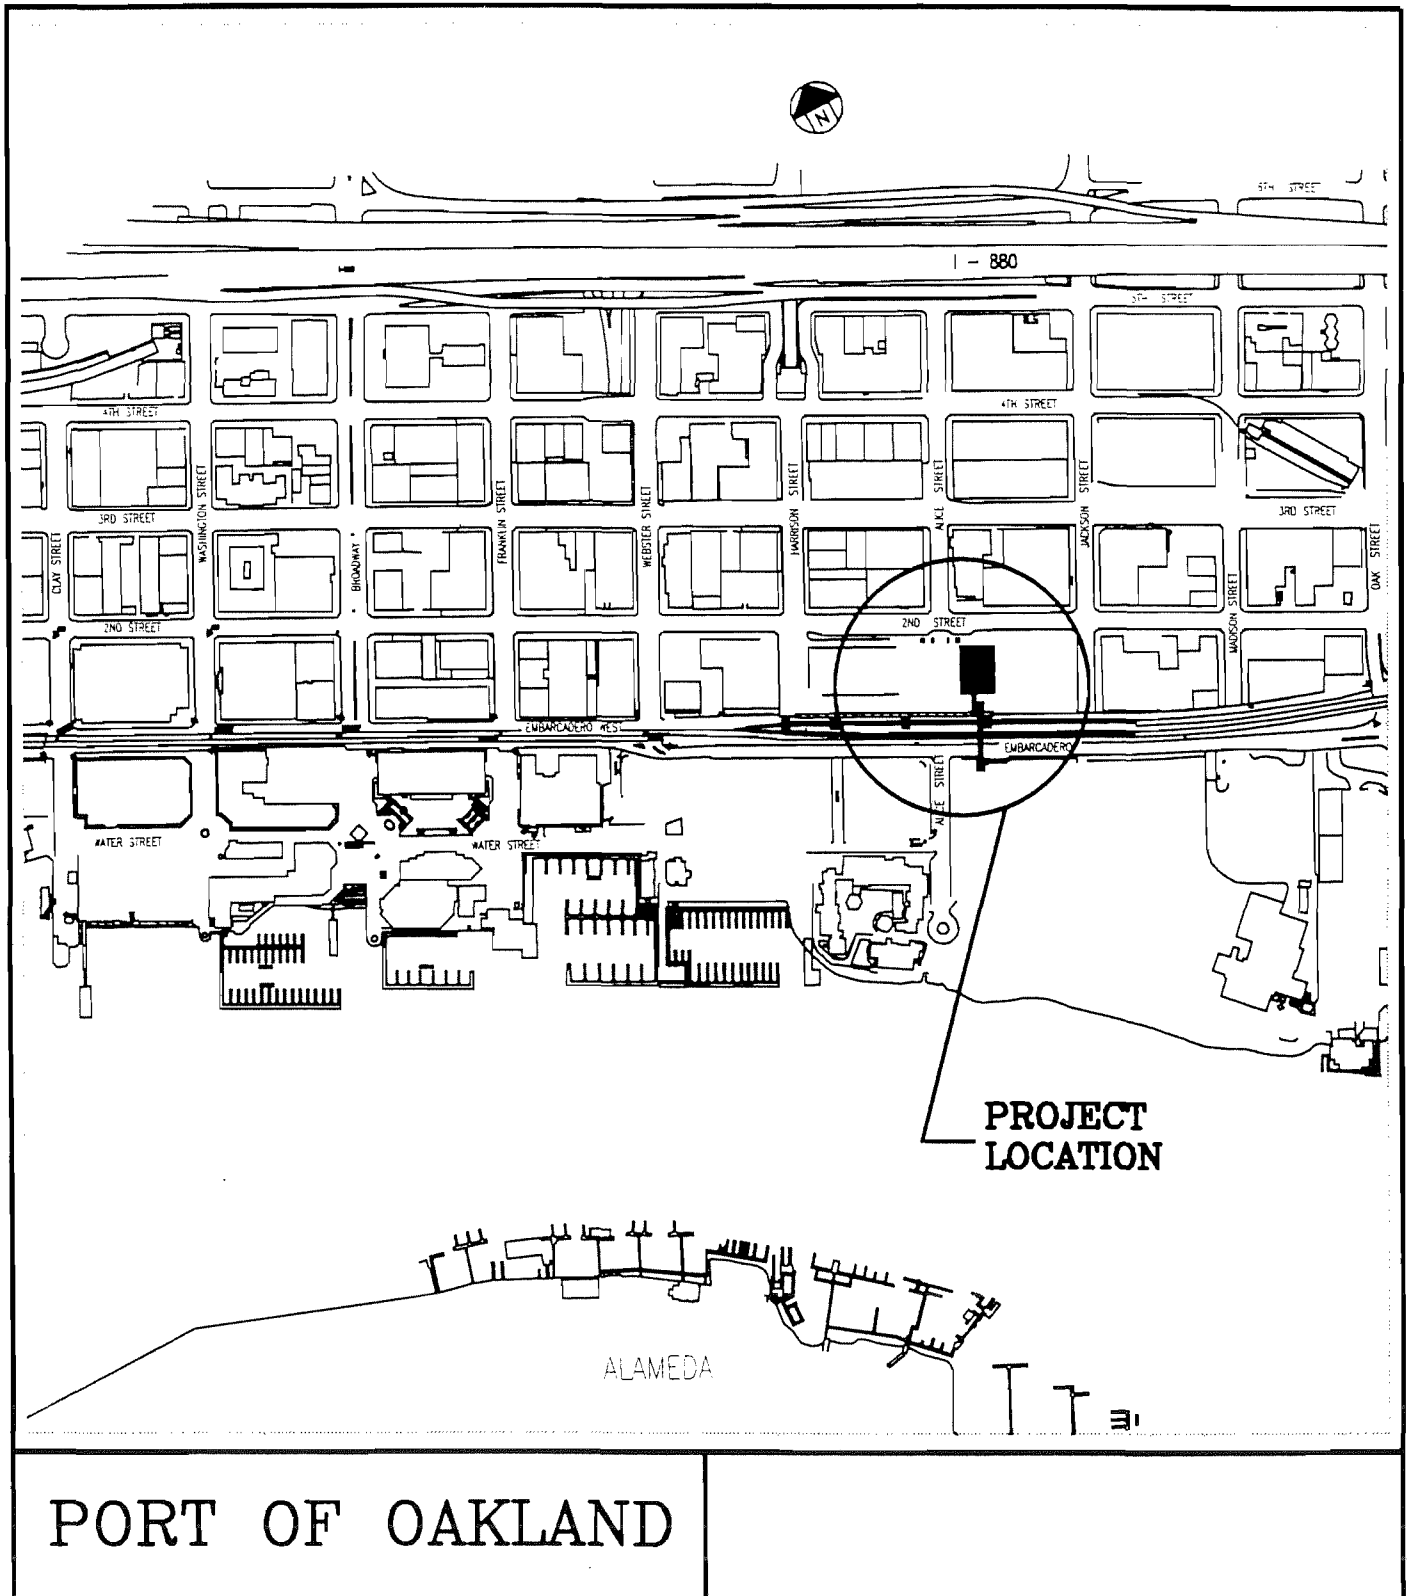 N
6TH STREET
I - 880
5TH STREET
4TH STREET
4TH STREET
3RD STREET
3RD STREET
CLAY STREET
WASHINGTON STREET
BROADWAY
FRANKLIN STREET
WEBSTER STREET
HARRISON STREET
ALICE STREET
JACKSON STREET
MADISON STREET
OAK STREET
2ND STREET
2ND STREET
EMBARCADERO WEST
EMBARCADERO
ALICE STREET
WATER STREET
WATER STREET
PROJECT
LOCATION
ALAMEDA
PORT OF OAKLAND